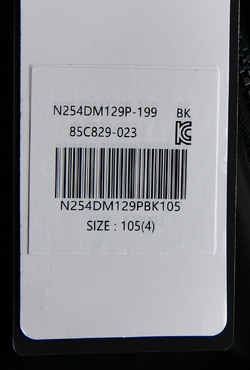 N254DM129P-199 BK
85C829-023
N254DM129PBK105
SIZE : 105(4)